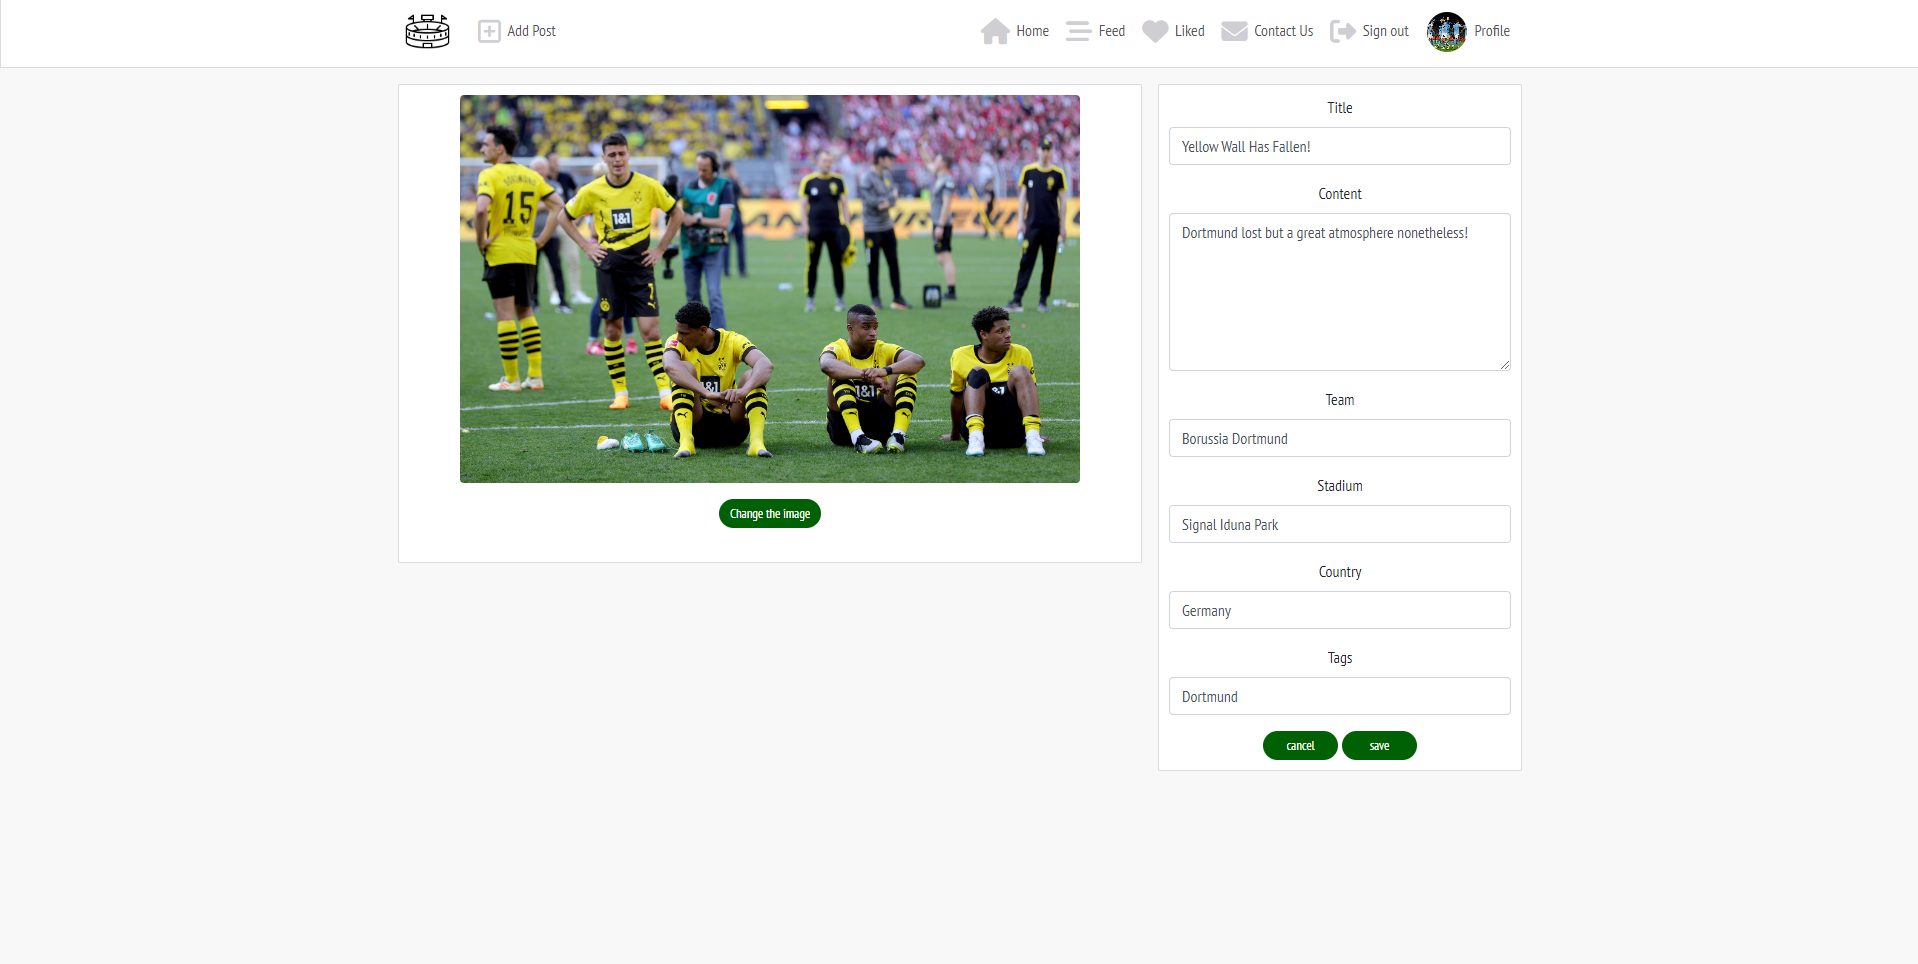 Add Post
Home
Feed
Liked
Contact Us
Sign out
Profile
15
1&1
7
1&1
1&1
Change the image
Title
Yellow Wall Has Fallen!
Content
Dortmund lost but a great atmosphere nonetheless!
Team
Borussia Dortmund
Stadium
Signal Iduna Park
Country
Germany
Tags
Dortmund
cancel
save